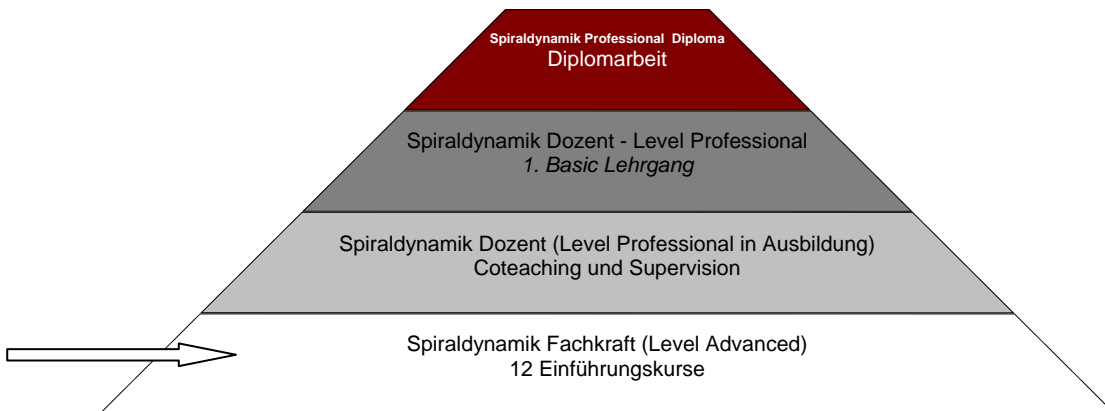 Spiraldynamik Professional Diploma
Diplomarbeit
Spiraldynamik Dozent - Level Professional
1. Basic Lehrgang
Spiraldynamik Dozent (Level Professional in Ausbildung)
Coteaching und Supervision
Spiraldynamik Fachkraft (Level Advanced)
12 Einführungskurse